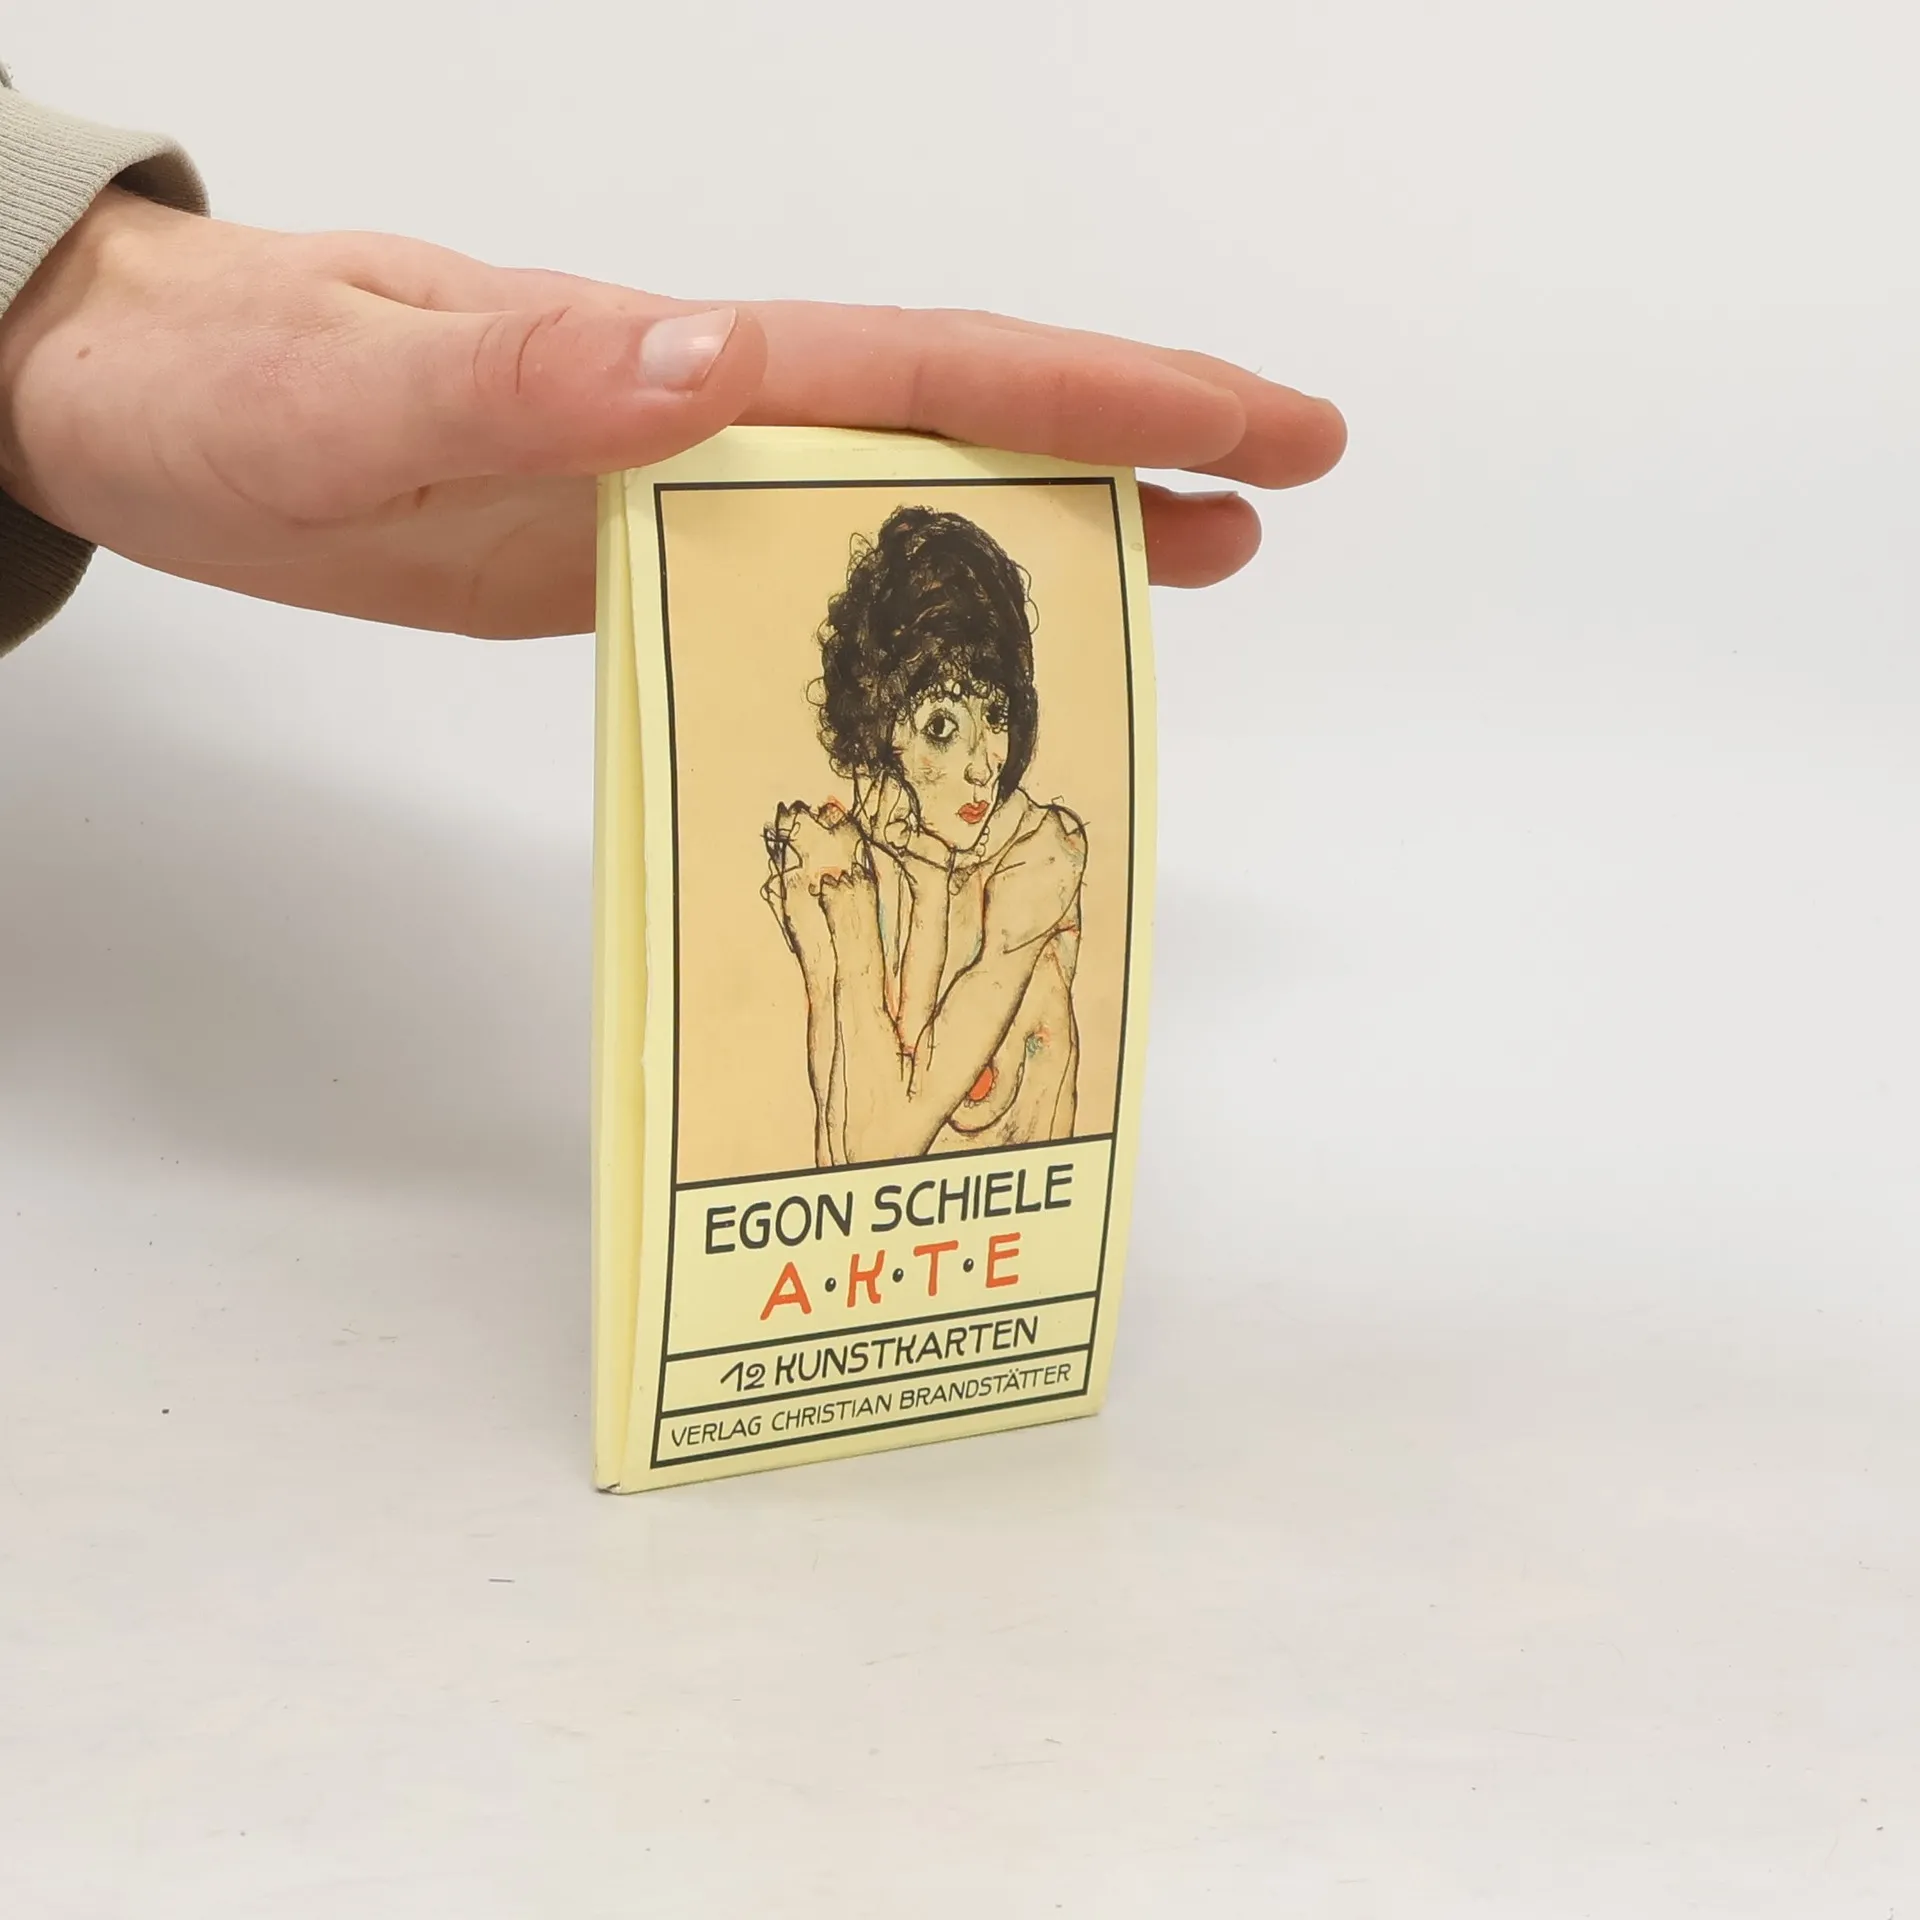 EGON SCHIELE
A·K·T·E
12 KUNSTKARTEN
VERLAG CHRISTIAN BRANDSTÄTTER